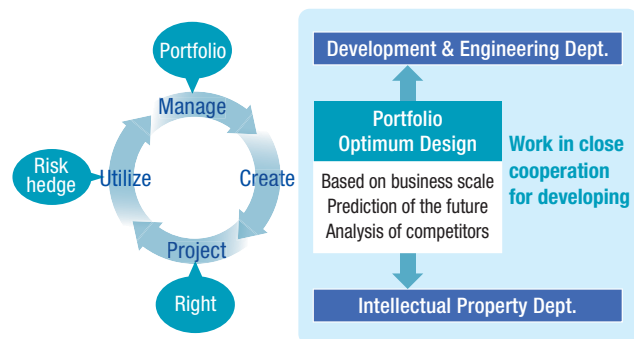 Portfolio
Manage
Risk
hedge
Utilize
Create
Project
Right
Development & Engineering Dept.
Portfolio
Optimum Design
Based on business scale
Prediction of the future
Analysis of competitors
Work in close
cooperation
for developing
Intellectual Property Dept.